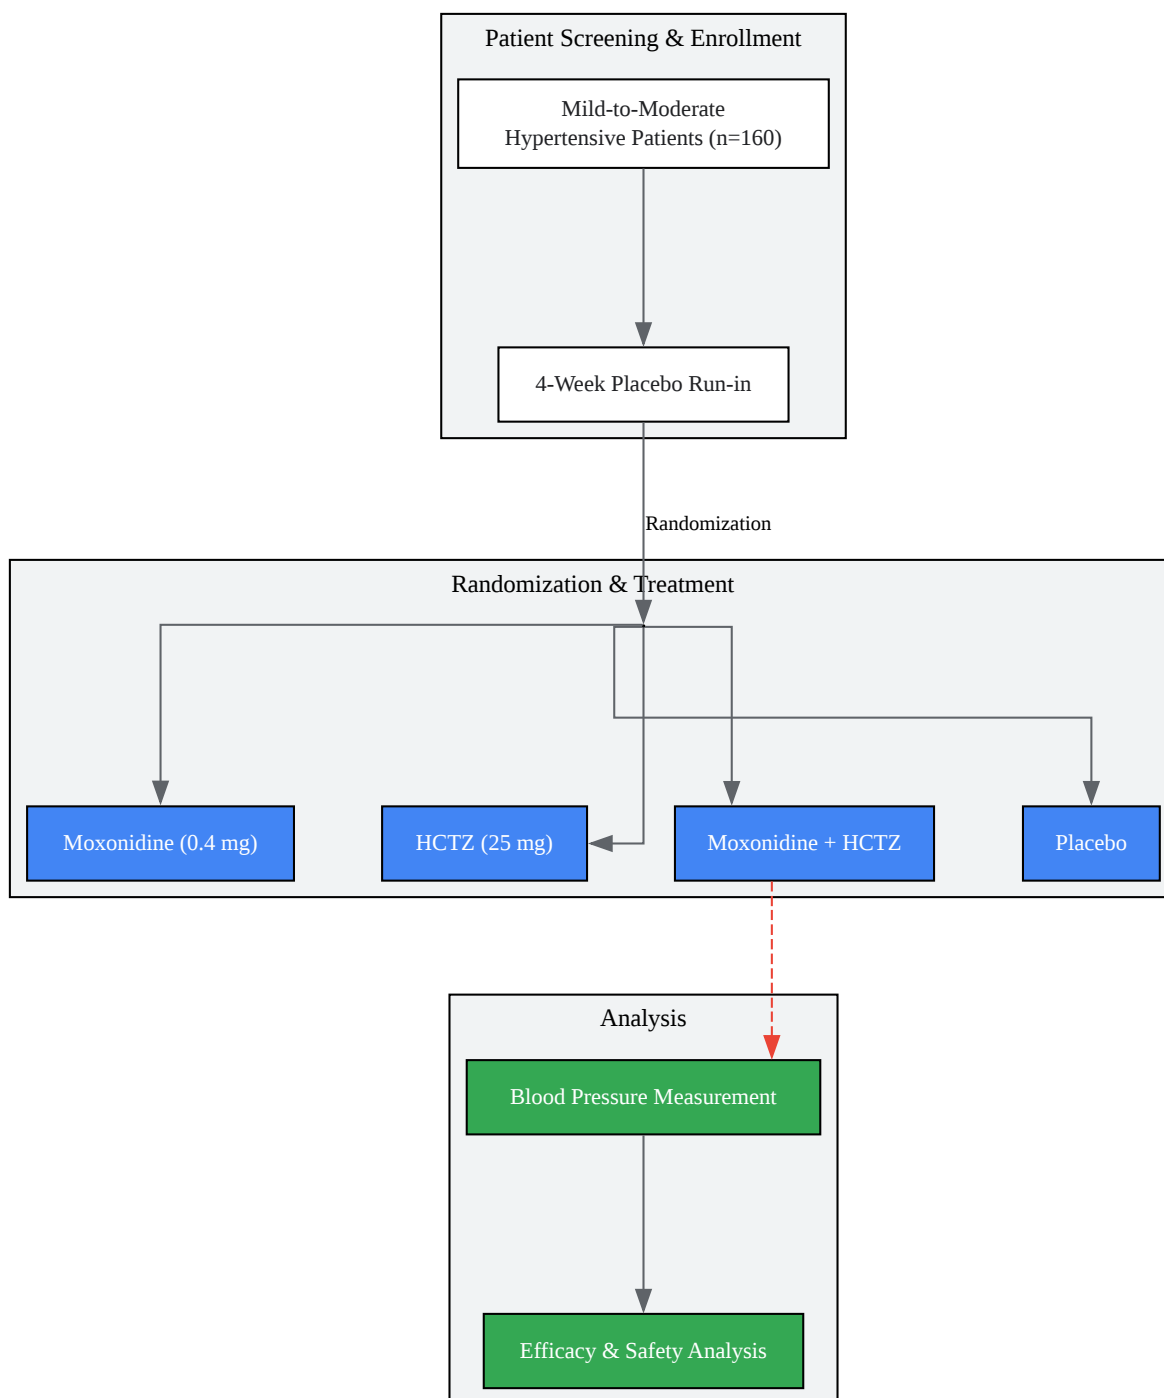 Patient Screening & Enrollment
Mild-to-Moderate
Hypertensive Patients (n=160)
4-Week Placebo Run-in
Randomization
Randomization & Treatment
Moxonidine (0.4 mg)
HCTZ (25 mg)
Moxonidine + HCTZ
Placebo
Analysis
Blood Pressure Measurement
Efficacy & Safety Analysis